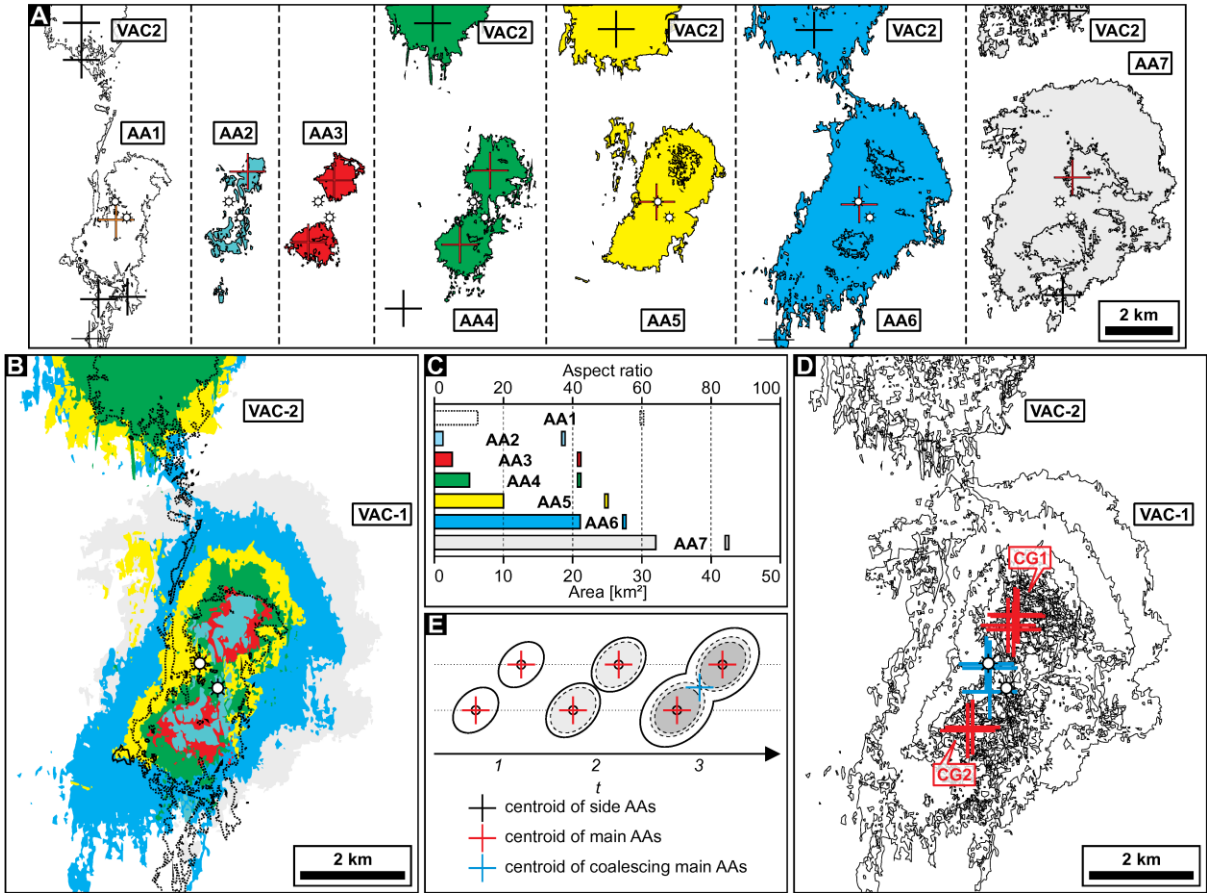 A
VAC2
VAC2
VAC2
VAC2
VAC2
AA7
AA1
AA2
AA3
AA4
AA5
AA6
2 km
B
VAC-2
VAC-1
2 km
C
Aspect ratio
0 20 40 60 80 100
AA1
AA2
AA3
AA4
AA5
AA6
AA7
0 10 20 30 40 50
Area [km²]
E
1 2 3
t
centroid of side AAs
centroid of main AAs
centroid of coalescing main AAs
D
VAC-2
VAC-1
CG1
CG2
2 km